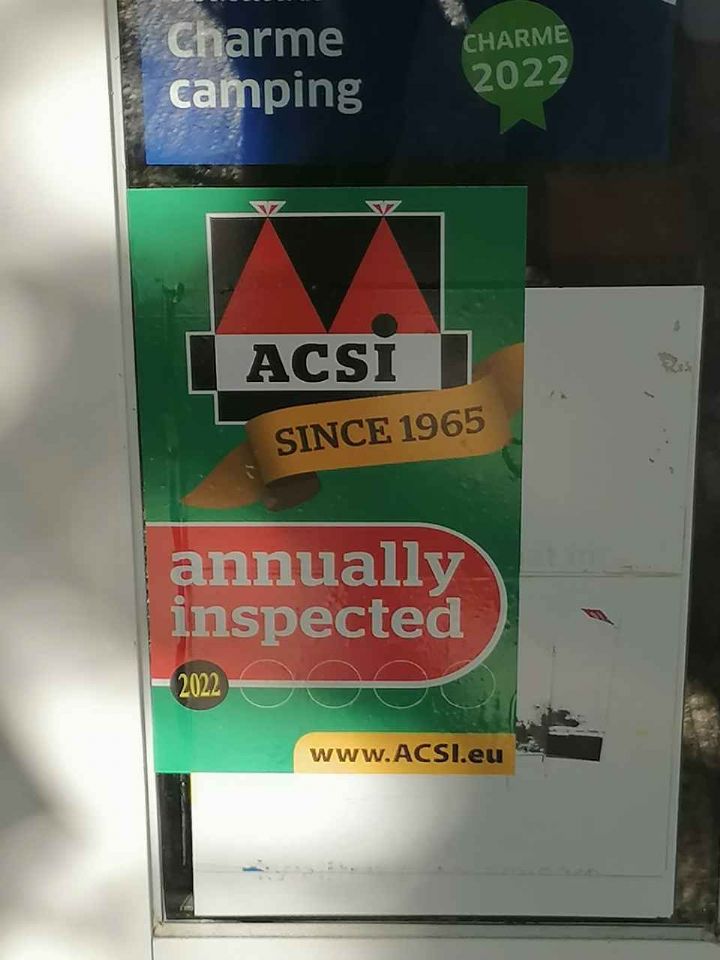 Charme
camping
CHARME
2022
ACSI
SINCE 1965
annually
inspected
2022
www.ACSI.eu